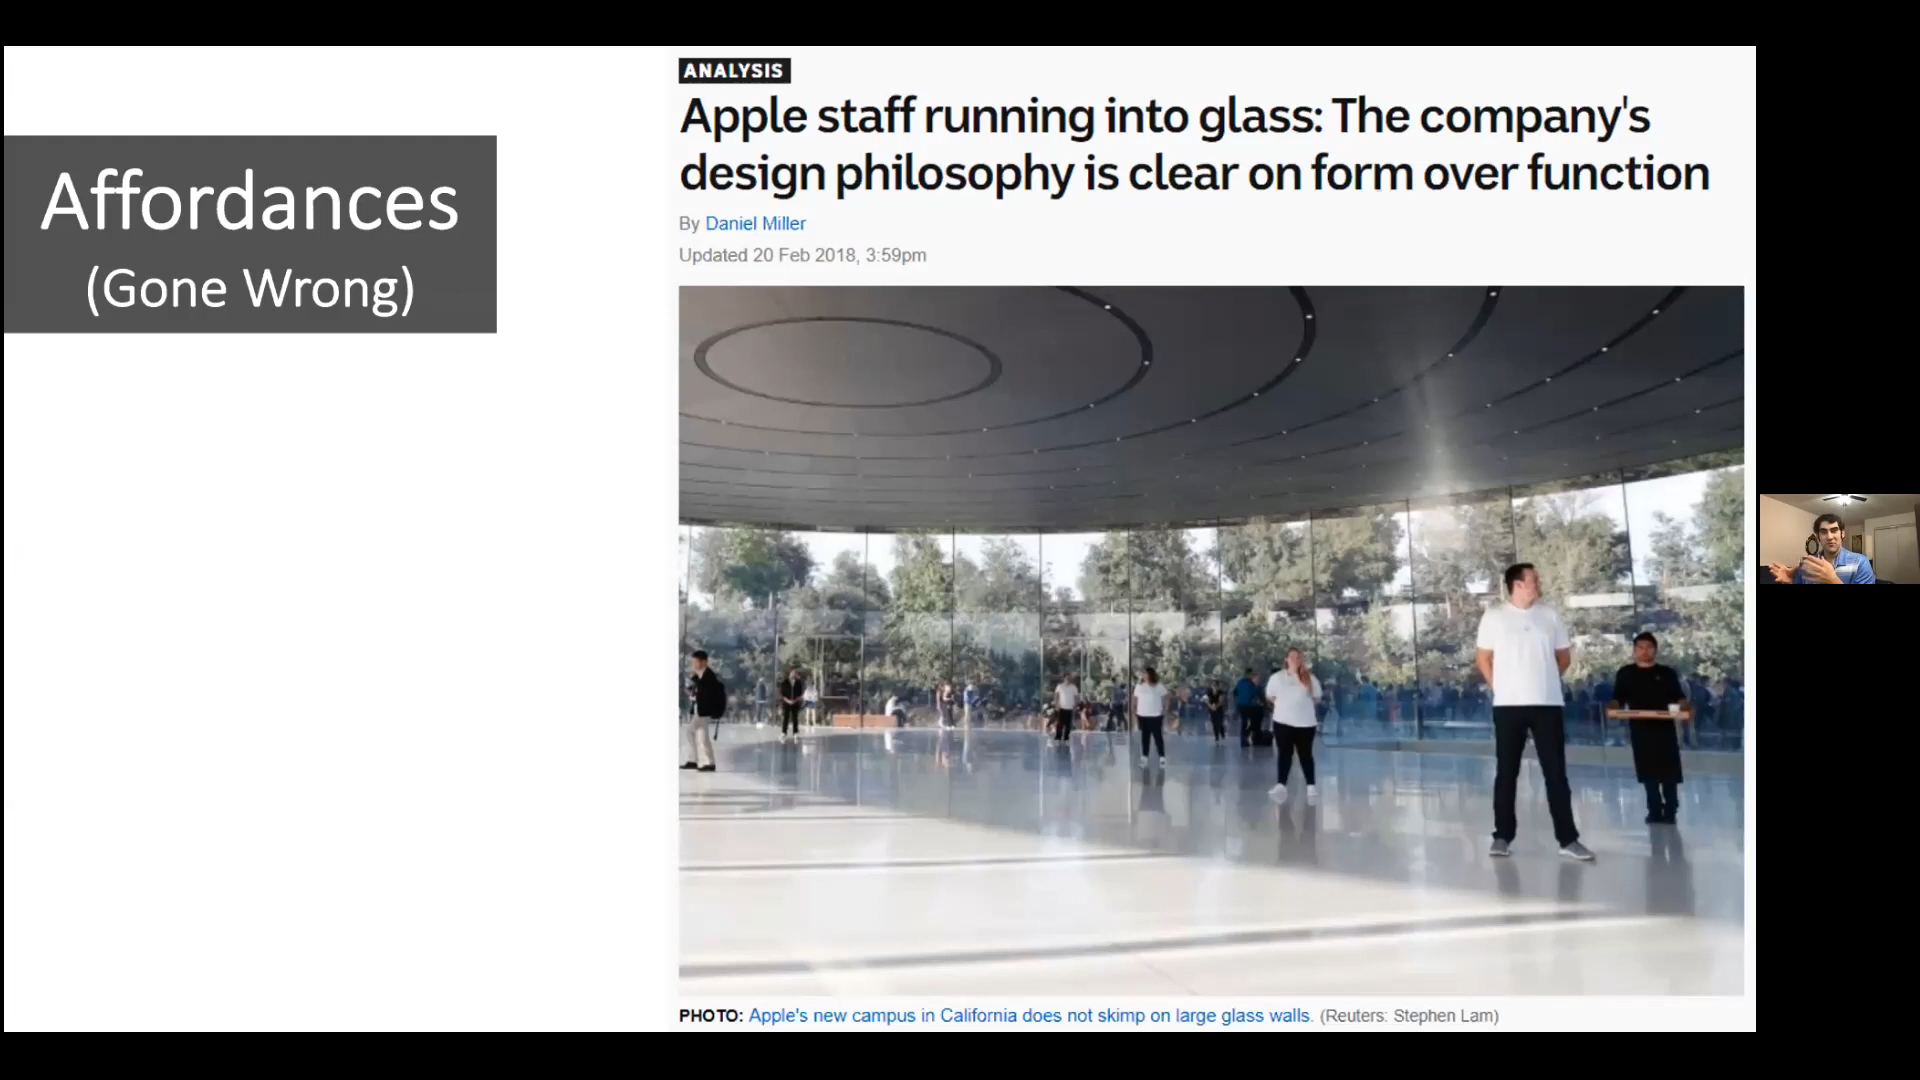 Affordances
(Gone Wrong)
ANALYSIS
Apple staff running into glass: The company's
design philosophy is clear on form over function
By Daniel Miller
Updated 20 Feb 2018, 3:59pm
PHOTO: Apple's new campus in California does not skimp on large glass walls. (Reuters: Stephen Lam)